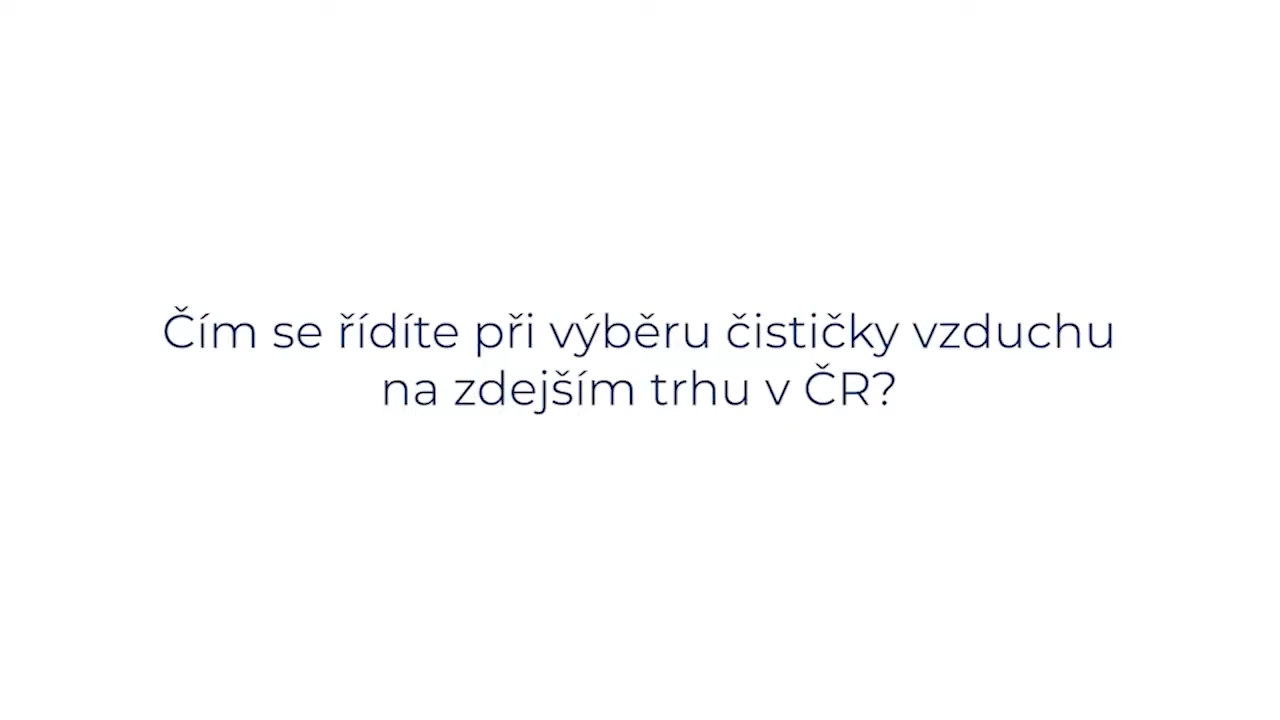 Čím se řídíte při výběru čističky vzduchu
na zdejším trhu v ČR?